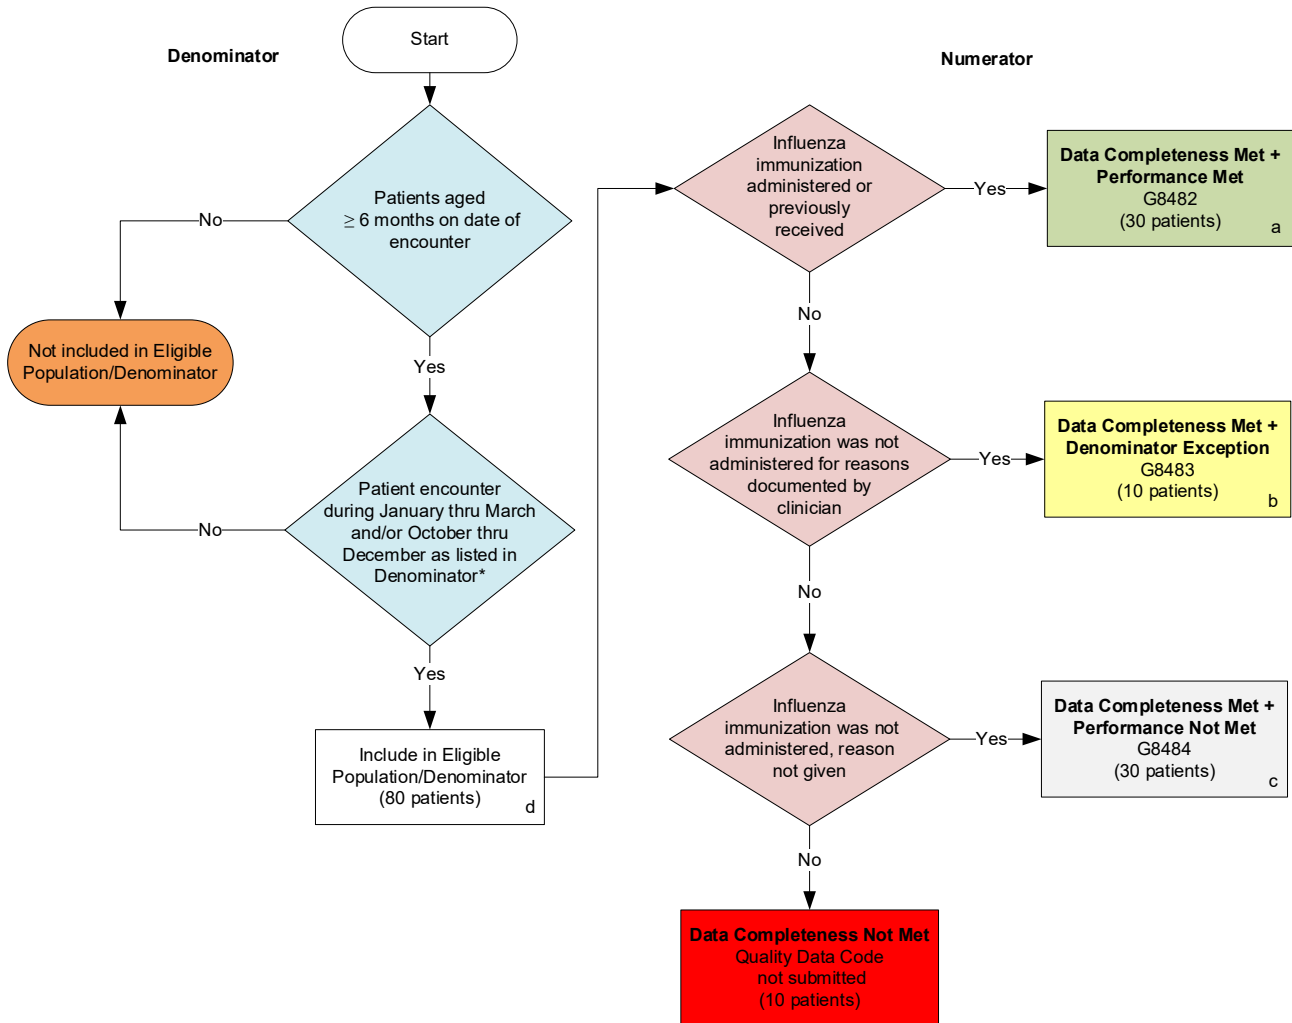 Start
Denominator
Numerator
Patients aged
≥ 6 months on date of
encounter
No
Yes
Not included in Eligible
Population/Denominator
Patient encounter
during January thru March
and/or October thru
December as listed in
Denominator*
No
Yes
Include in Eligible
Population/Denominator
(80 patients)
d
Influenza
immunization
administered or
previously
received
Yes
Data Completeness Met +
Performance Met
G8482
(30 patients)
a
No
Influenza
immunization was not
administered for reasons
documented by
clinician
Yes
Data Completeness Met +
Denominator Exception
G8483
(10 patients)
b
No
Influenza
immunization was not
administered, reason
not given
Yes
Data Completeness Met +
Performance Not Met
G8484
(30 patients)
c
No
Data Completeness Not Met
Quality Data Code
not submitted
(10 patients)